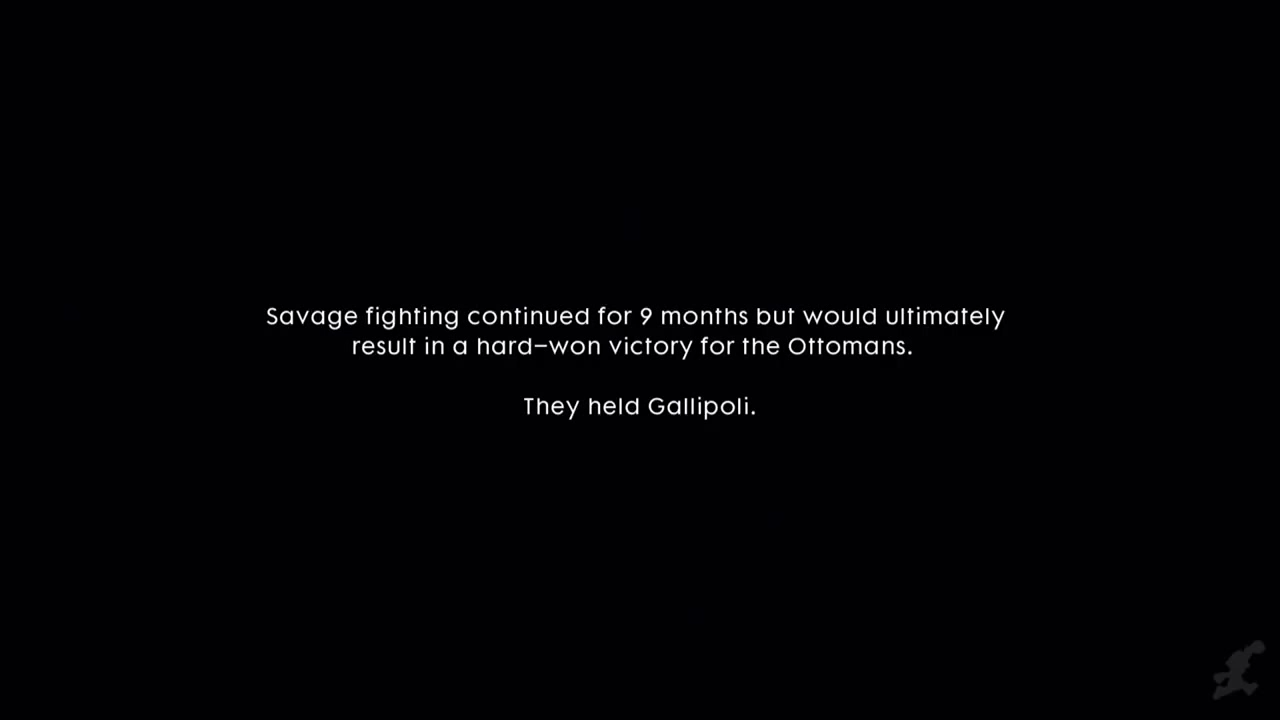 Savage fighting continued for 9 months but would ultimately
result in a hard–won victory for the Ottomans.
They held Gallipoli.